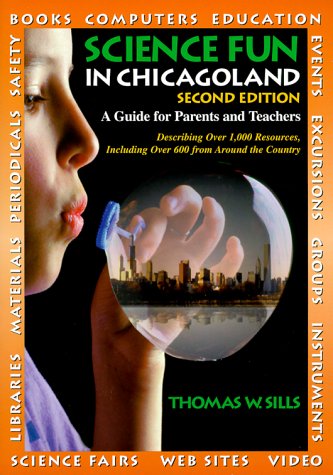 BOOKS COMPUTERS EDUCATION
SCIENCE FUN
IN CHICAGOLAND
SECOND EDITION
A Guide for Parents and Teachers
Describing Over 1,000 Resources,
Including Over 600 from Around the Country
EVENTS EXCURSIONS GROUPS INSTRUMENTS
LIBRARIES MATERIALS PERIODICALS SAFETY
THOMAS W. SILLS
SCIENCE FAIRS WEB SITES VIDEO